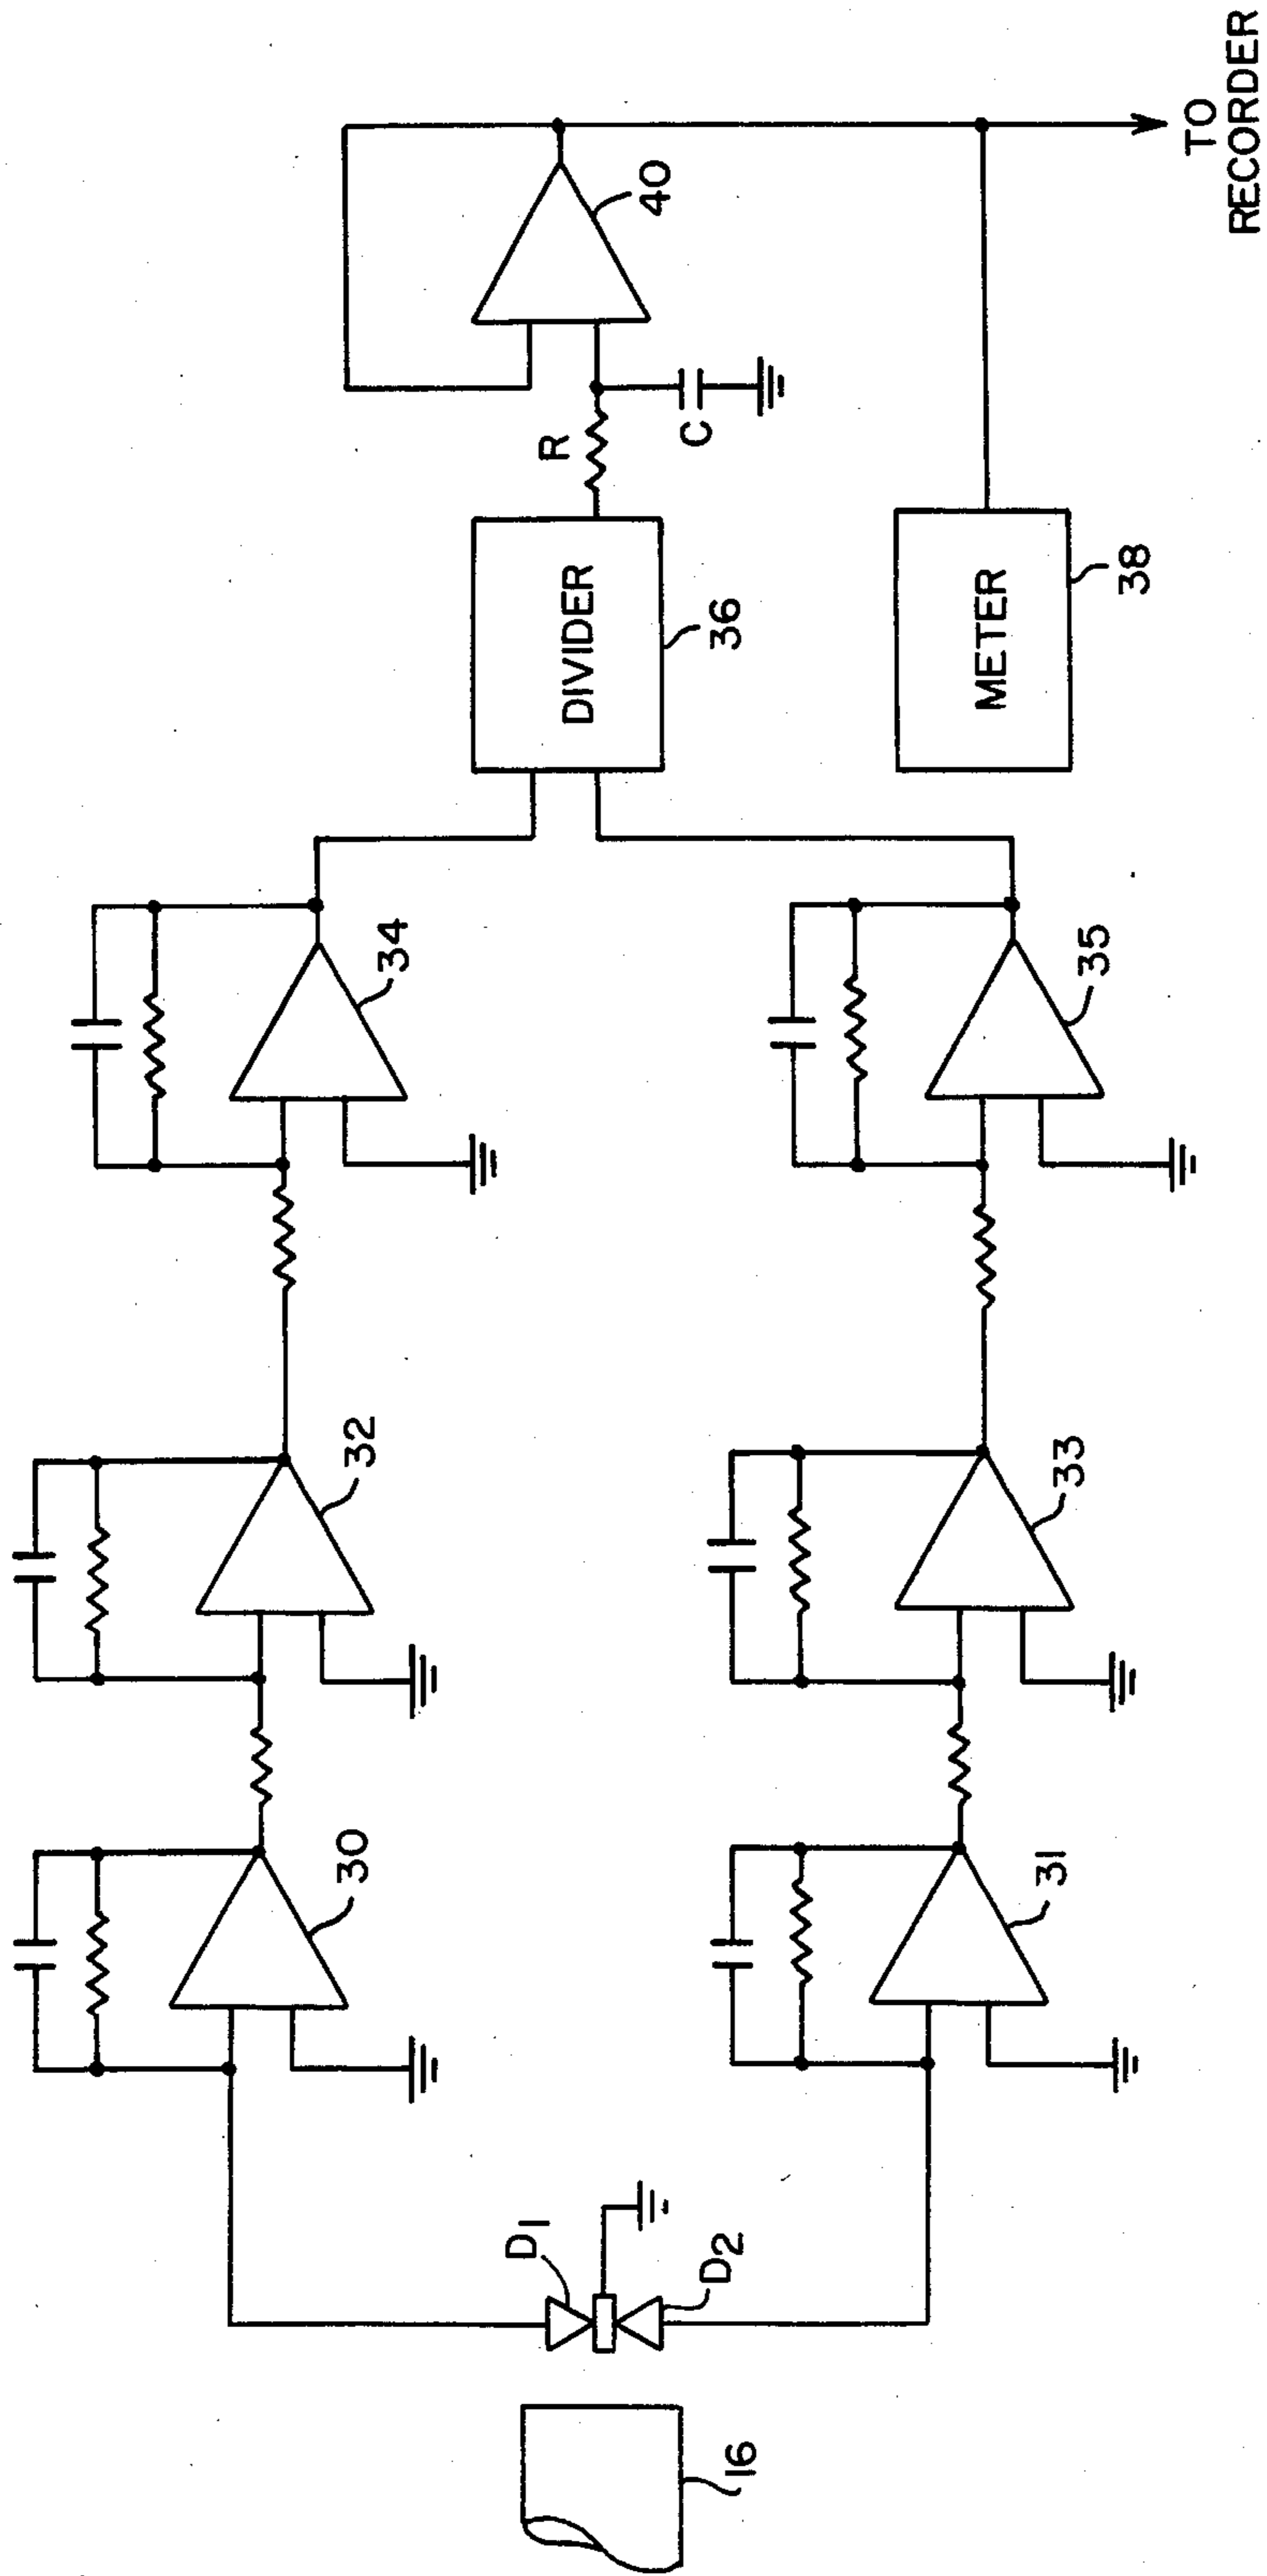 16
D1
D2
30
31
32
33
34
35
DIVIDER
36
R
C
40
METER
38
TO
RECORDER